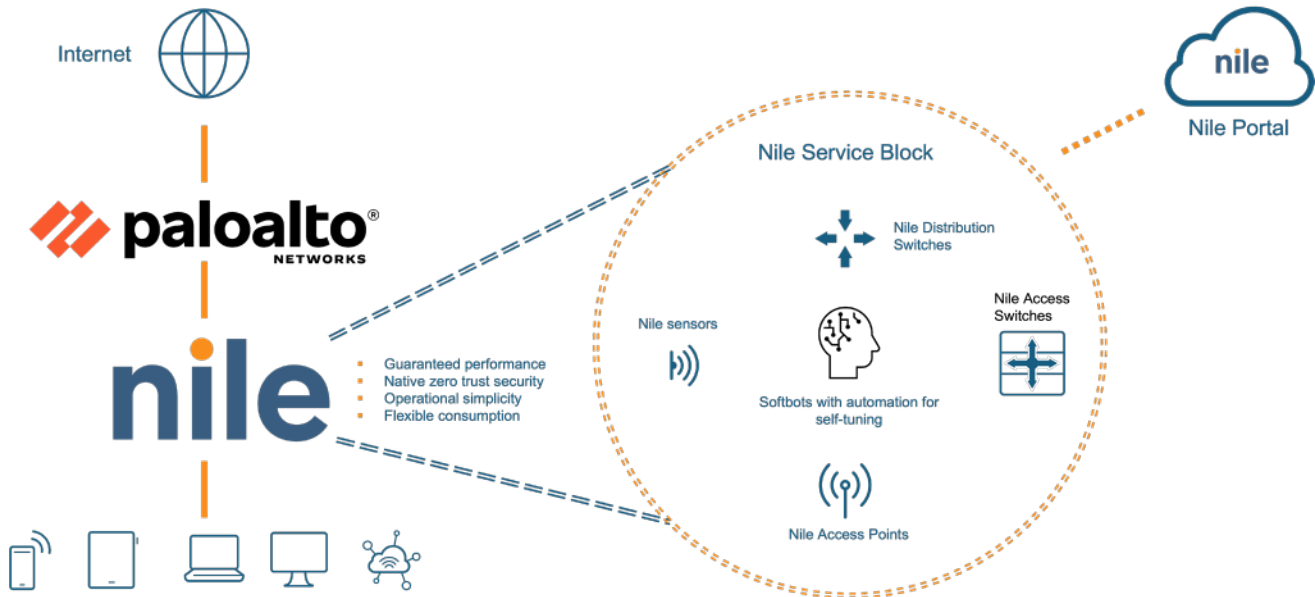 Internet
paloalto®
NETWORKS
nile
Guaranteed performance
Native zero trust security
Operational simplicity
Flexible consumption
Nile Service Block
Nile Distribution
Switches
Nile sensors
Softbots with automation for
self-tuning
Nile Access
Switches
Nile Access Points
nile
Nile Portal